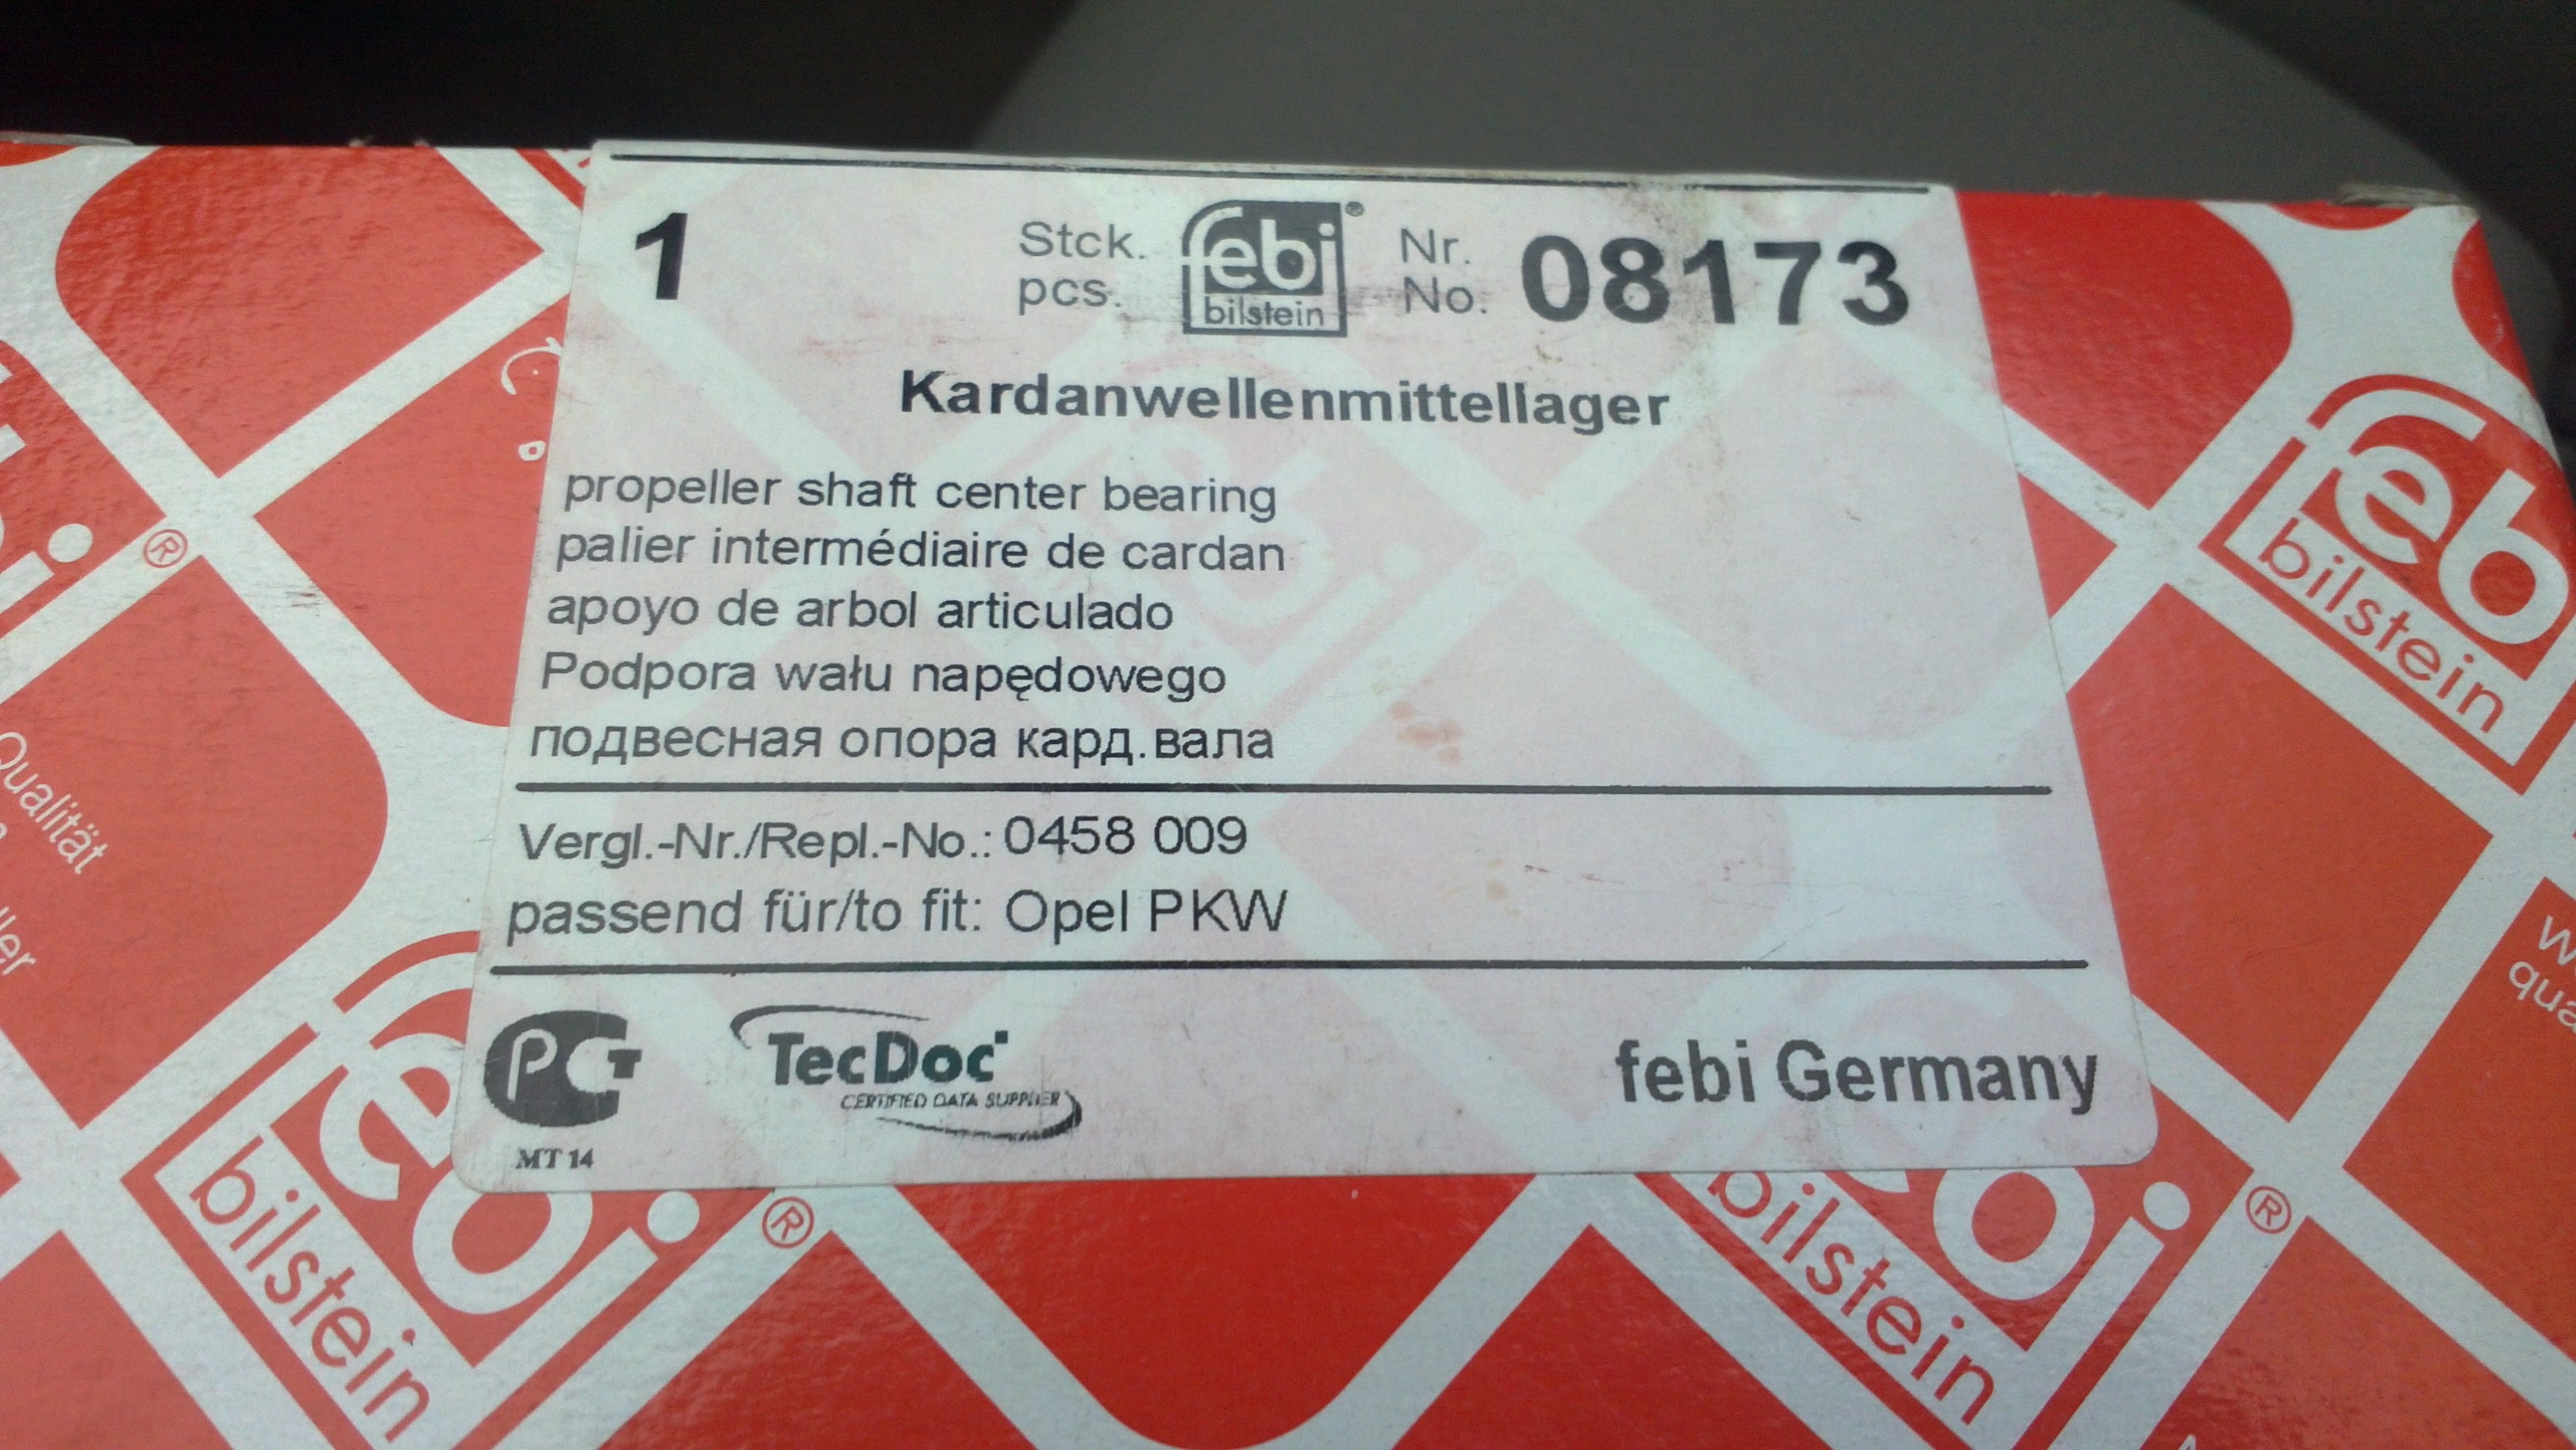 1 Stck. pcs. febi® bilstein Nr. No. 08173
Kardanwellenmittellager
propeller shaft center bearing
palier intermédiaire de cardan
apoyo de arbol articulado
Podpora wału napędowego
подвесная опора кард.вала
Vergl.-Nr./Repl.-No.: 0458 009
passend für/to fit: Opel PKW
PCT
MT 14
TecDoc
CERTIFIED DATA SUPPLIER
febi Germany
Qualität
®
feb
bilstein
febi
bilstein
®
febi
bilstein
®